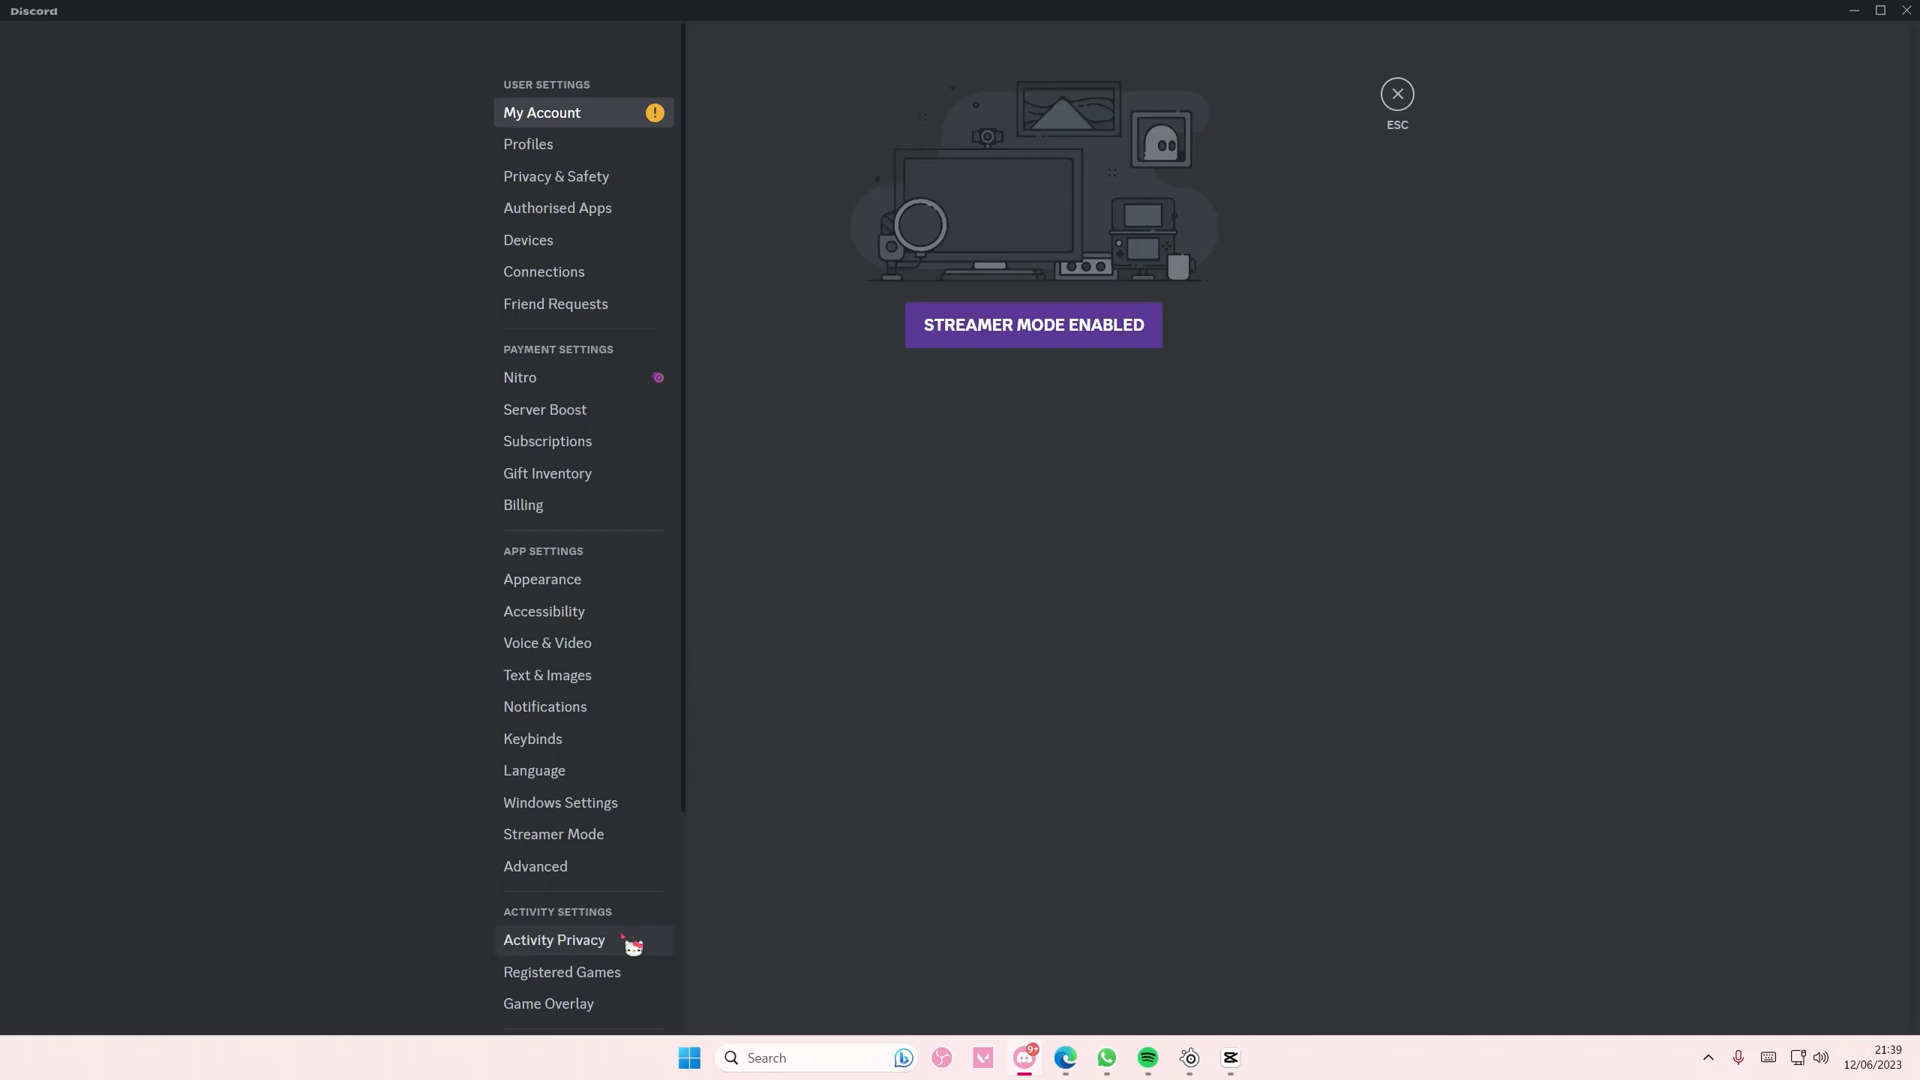 Discord
USER SETTINGS
My Account
!
Profiles
Privacy & Safety
Authorised Apps
Devices
Connections
Friend Requests
PAYMENT SETTINGS
Nitro
Server Boost
Subscriptions
Gift Inventory
Billing
APP SETTINGS
Appearance
Accessibility
Voice & Video
Text & Images
Notifications
Keybinds
Language
Windows Settings
Streamer Mode
Advanced
ACTIVITY SETTINGS
Activity Privacy
Registered Games
Game Overlay
STREAMER MODE ENABLED
ESC
Search
9+
21:39
12/06/2023